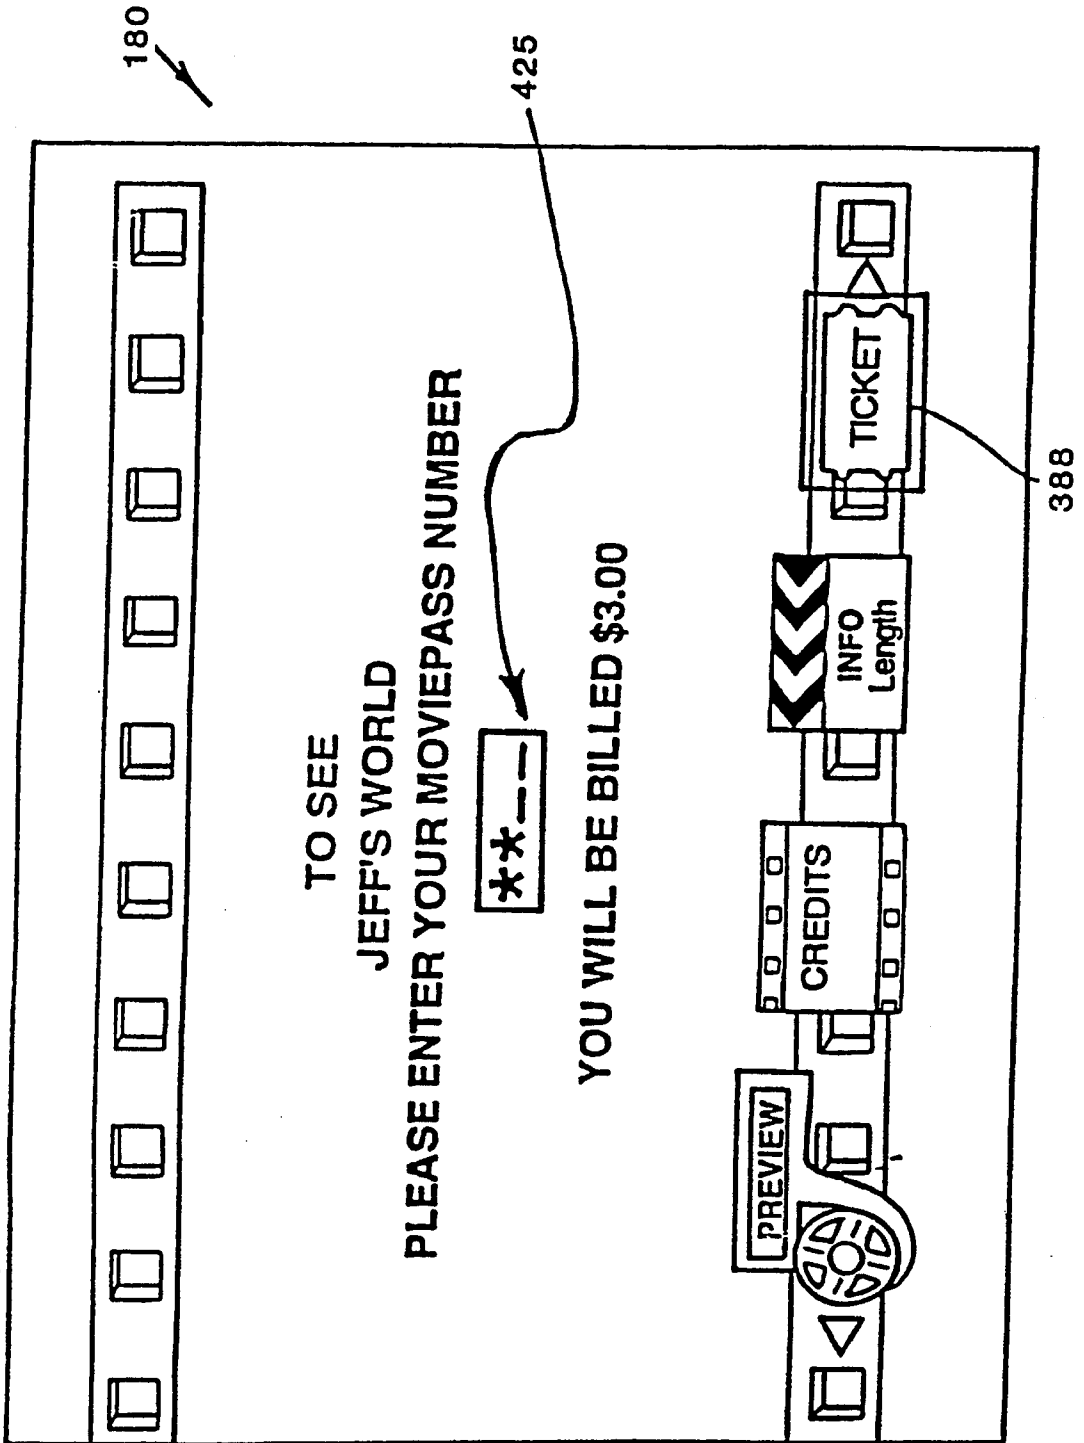 180
TO SEE
JEFF'S WORLD
PLEASE ENTER YOUR MOVIEPASS NUMBER
**__
425
YOU WILL BE BILLED $3.00
PREVIEW
CREDITS
INFO
Length
TICKET
388